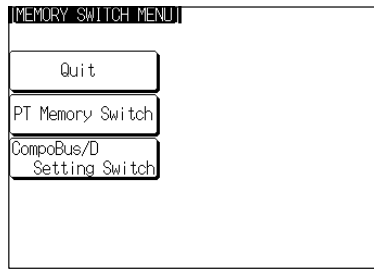 [MEMORY SWITCH MENU]
Quit
PT Memory Switch
CompoBus/D
Setting Switch